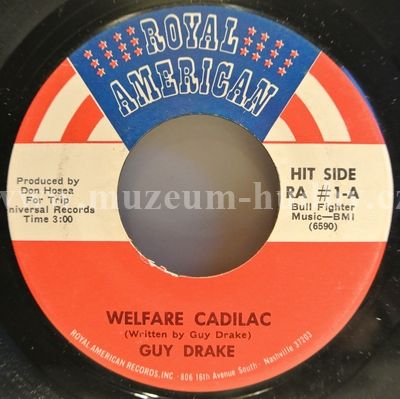 ROYAL
AMERICAN
Produced by
Don Hosea
For Trip
Universal Records
Time 3:00
HIT SIDE
RA #1-A
Bull Fighter
Music—BMI
(6590)
www.muzeum-hudby.cz
WELFARE CADILAC
(Written by Guy Drake)
GUY DRAKE
ROYAL AMERICAN RECORDS, INC. - 806 16th Avenue South - Nashville 37203